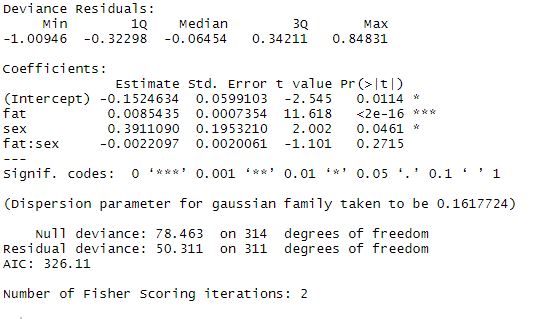 Deviance Residuals:
Min 1Q Median 3Q Max
-1.00946 -0.32298 -0.06454 0.34211 0.84831
Coefficients:
Estimate Std. Error t value Pr(>|t|)
(Intercept) -0.1524634 0.0599103 -2.545 0.0114 *
fat 0.0085435 0.0007354 11.618 <2e-16 ***
sex 0.3911090 0.1953210 2.002 0.0461 *
fat:sex -0.0022097 0.0020061 -1.101 0.2715
---
Signif. codes: 0 ‘***’ 0.001 ‘**’ 0.01 ‘*’ 0.05 ‘.’ 0.1 ‘ ’ 1
(Dispersion parameter for gaussian family taken to be 0.1617724)
Null deviance: 78.463 on 314 degrees of freedom
Residual deviance: 50.311 on 311 degrees of freedom
AIC: 326.11
Number of Fisher Scoring iterations: 2